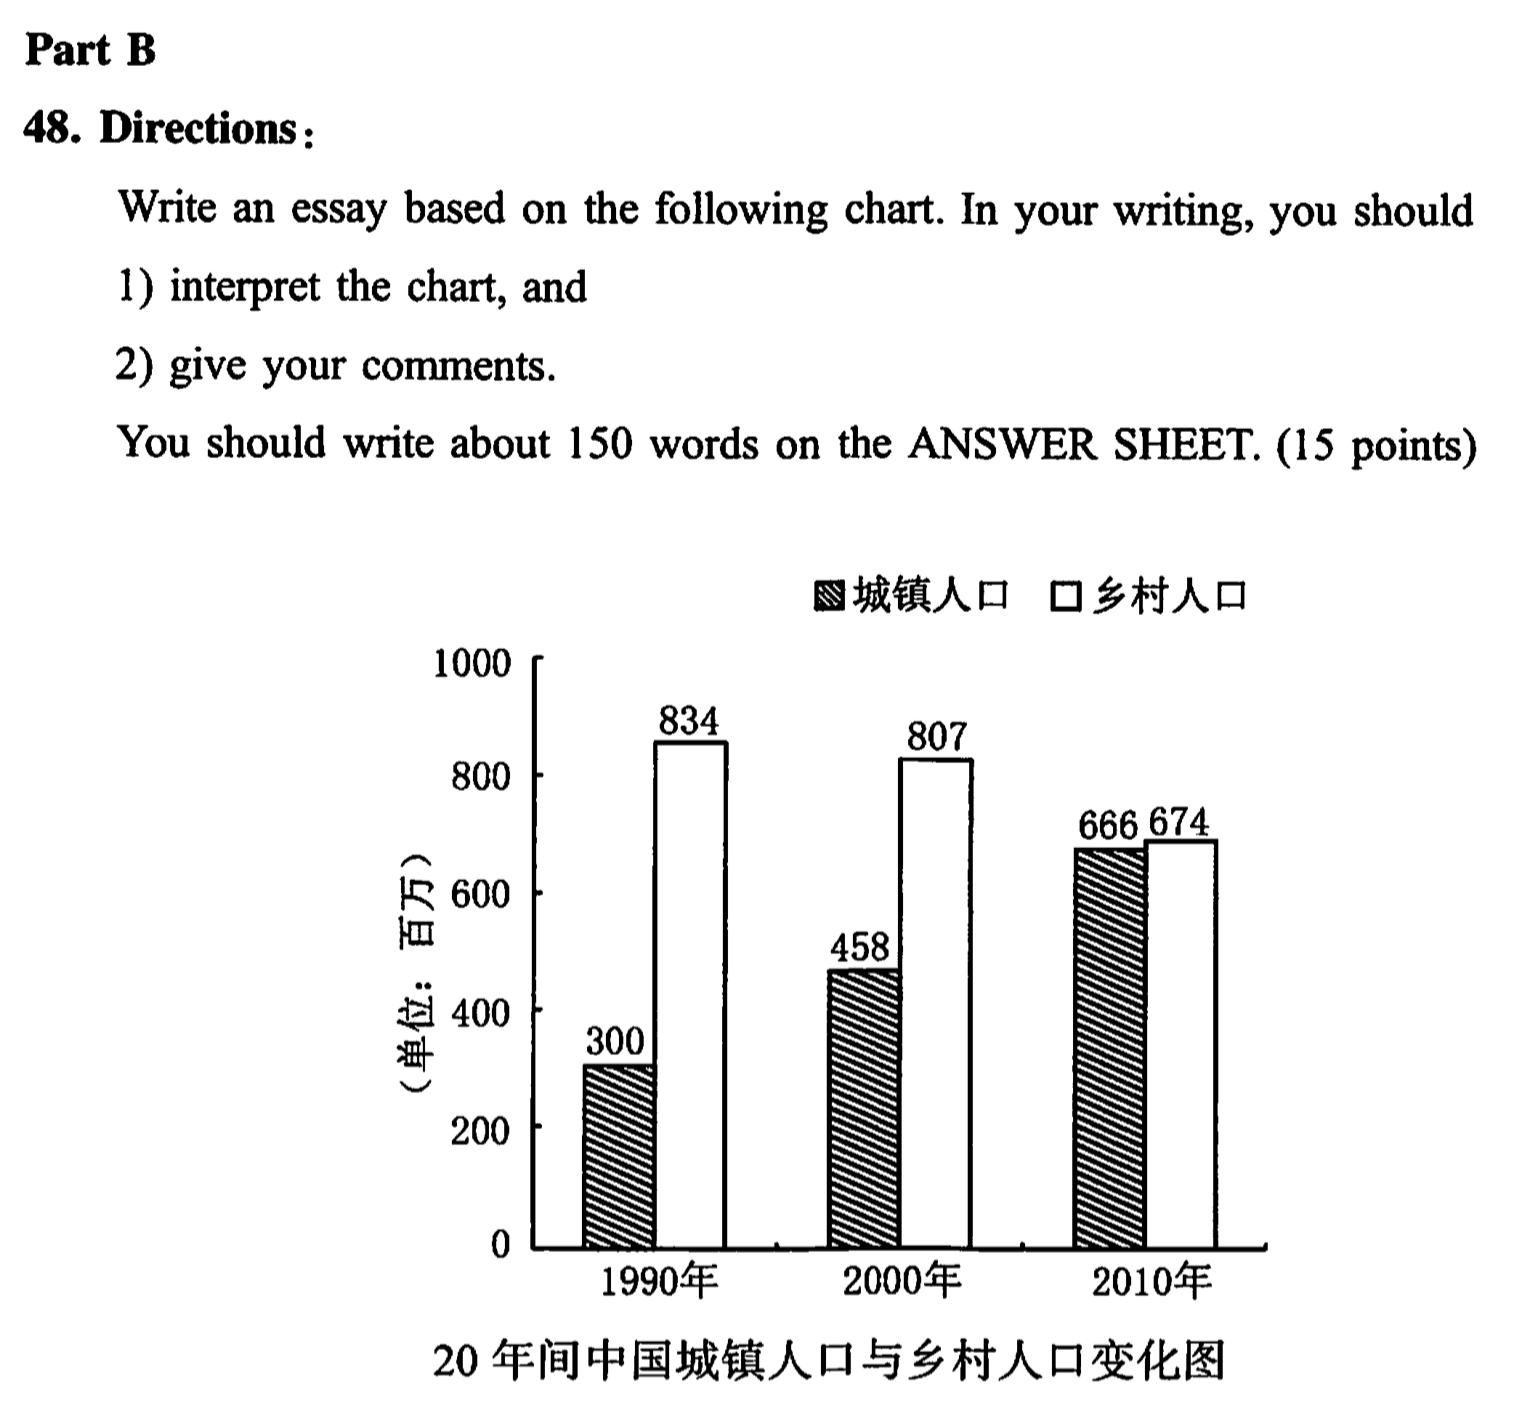 Part B
48. Directions:
Write an essay based on the following chart. In your writing, you should
1) interpret the chart, and
2) give your comments.
You should write about 150 words on the ANSWER SHEET. (15 points)
城镇人口 乡村人口
(单位: 百万)
1000
800
600
400
200
0
300
834
458
807
666
674
1990年 2000年 2010年
20年间中国城镇人口与乡村人口变化图